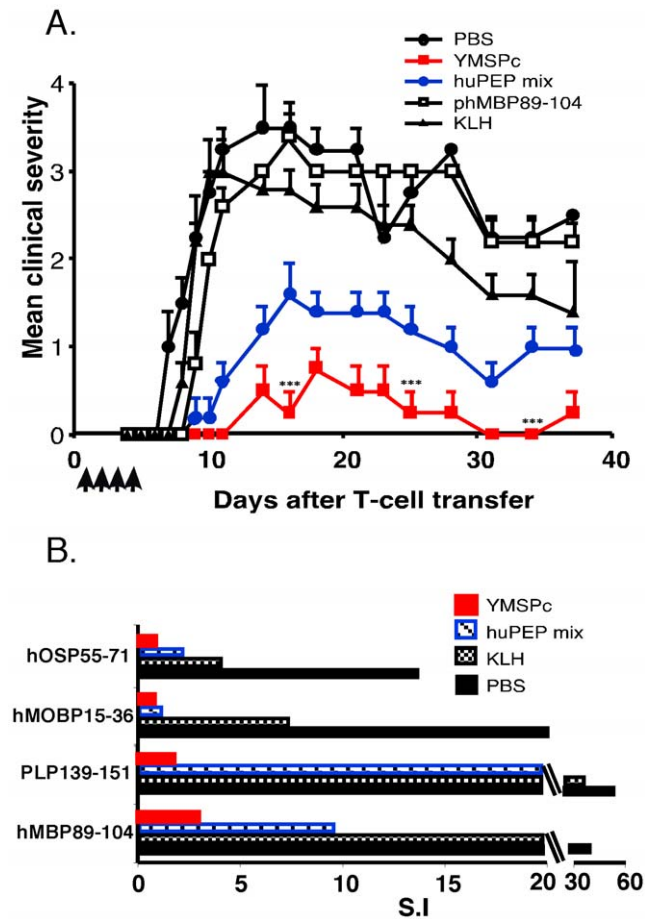 A.
PBS
YMSPc
huPEP mix
phMBP89-104
KLH
Mean clinical severity
4
3
2
1
0
***
***
***
0
10
20
30
40
Days after T-cell transfer
B.
YMSPc
huPEP mix
KLH
PBS
hOSP55-71
hMOBP15-36
PLP139-151
hMBP89-104
0
5
10
15
20
30
60
S.I